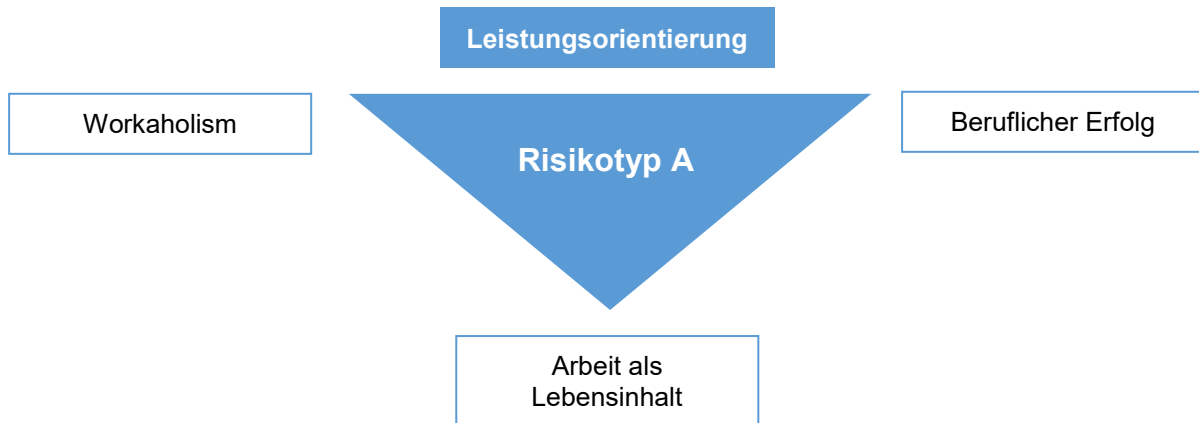 Leistungsorientierung
Workaholism
Beruflicher Erfolg
Risikotyp A
Arbeit als
Lebensinhalt